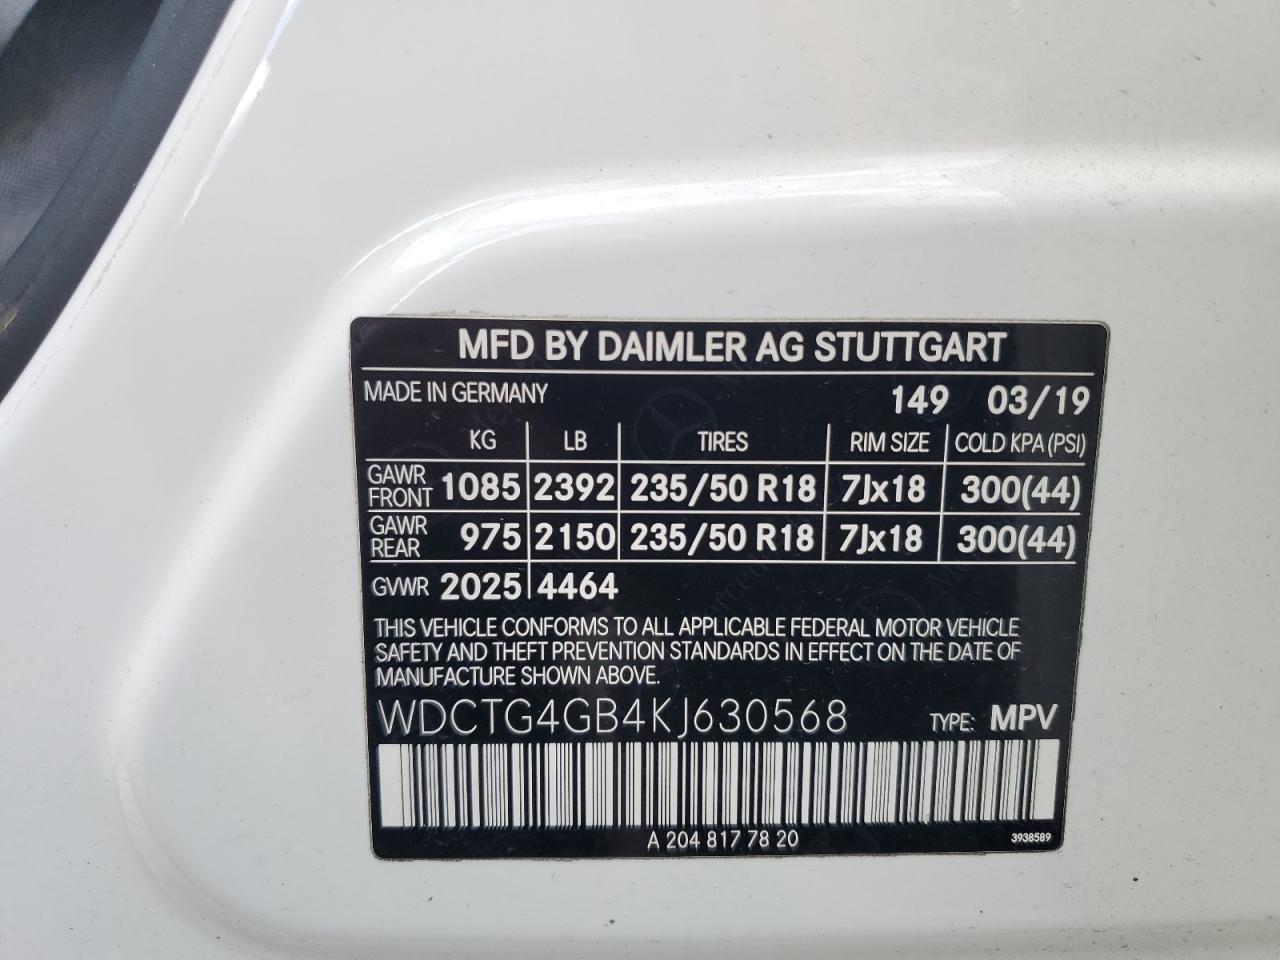 MFD BY DAIMLER AG STUTTGART
MADE IN GERMANY 149 03/19
KG LB TIRES RIM SIZE COLD KPA (PSI)
GAWR FRONT 1085 2392 235/50 R18 7Jx18 300(44)
GAWR REAR 975 2150 235/50 R18 7Jx18 300(44)
GVWR 2025 4464
THIS VEHICLE CONFORMS TO ALL APPLICABLE FEDERAL MOTOR VEHICLE
SAFETY AND THEFT PREVENTION STANDARDS IN EFFECT ON THE DATE OF
MANUFACTURE SHOWN ABOVE.
WDCTG4GB4KJ630568 TYPE: MPV
A 204 817 78 20 3938589